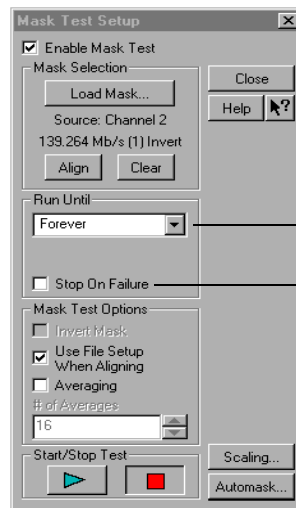 Mask Test Setup
Enable Mask Test
Mask Selection
Load Mask...
Source: Channel 2
139.264 Mb/s (1) Invert
Align Clear
Close
Help ?
Run Until
Forever
Stop On Failure
Mask Test Options
Invert Mask
Use File Setup
When Aligning
Averaging
# of Averages
16
Start/Stop Test
Scaling...
Automask...